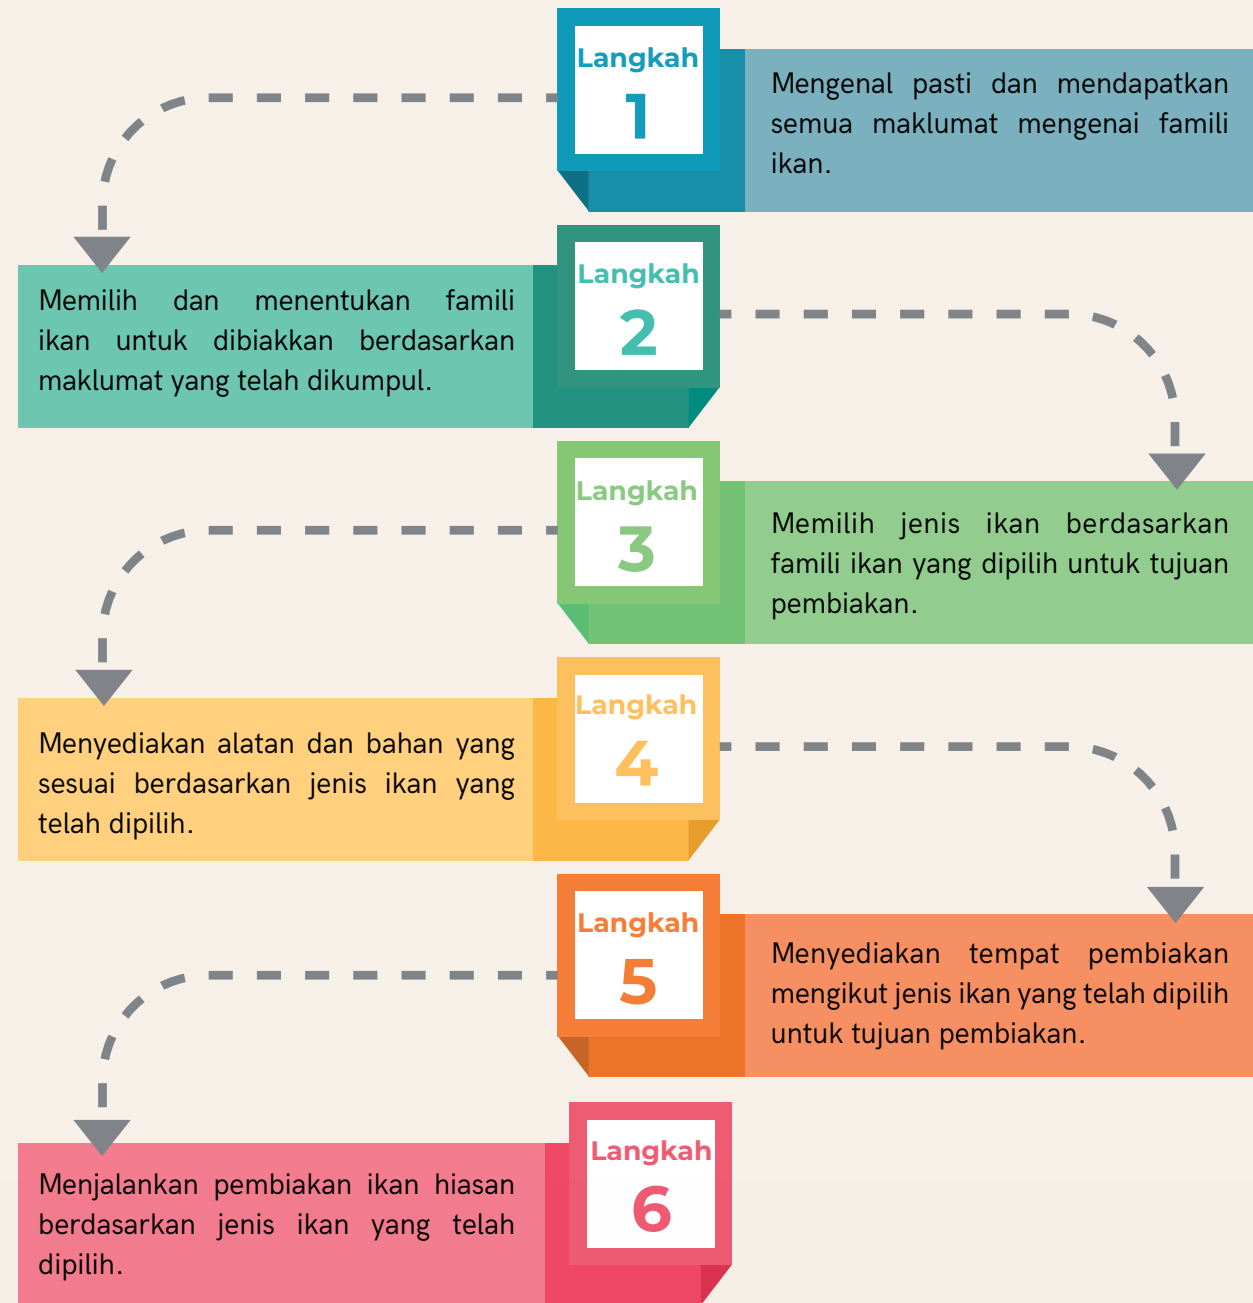 Langkah
1
Mengenal pasti dan mendapatkan
semua maklumat mengenai famili
ikan.
Langkah
2
Memilih dan menentukan famili
ikan untuk dibiakkan berdasarkan
maklumat yang telah dikumpul.
Langkah
3
Memilih jenis ikan berdasarkan
famili ikan yang dipilih untuk tujuan
pembiakan.
Langkah
4
Menyediakan alatan dan bahan yang
sesuai berdasarkan jenis ikan yang
telah dipilih.
Langkah
5
Menyediakan tempat pembiakan
mengikut jenis ikan yang telah dipilih
untuk tujuan pembiakan.
Langkah
6
Menjalankan pembiakan ikan hiasan
berdasarkan jenis ikan yang telah
dipilih.